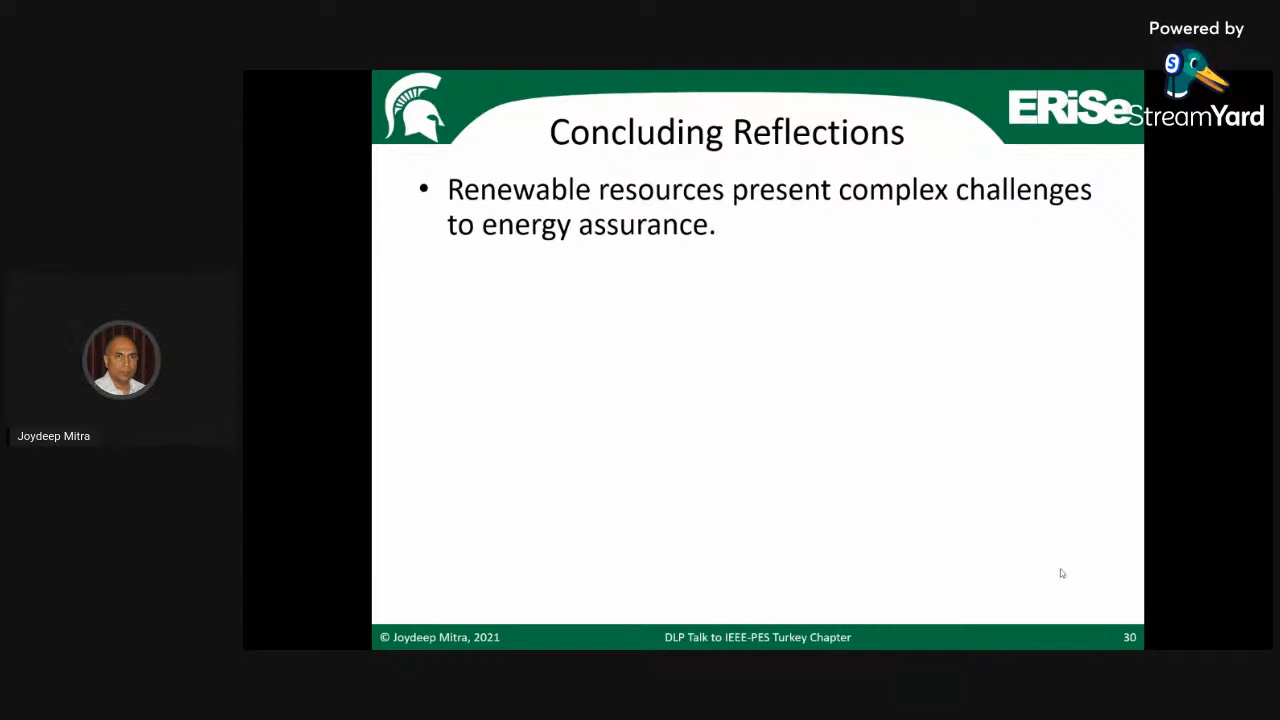 Powered by
S
StreamYard
ERiSe
Concluding Reflections
• Renewable resources present complex challenges
to energy assurance.
Joydeep Mitra
© Joydeep Mitra, 2021
DLP Talk to IEEE-PES Turkey Chapter
30